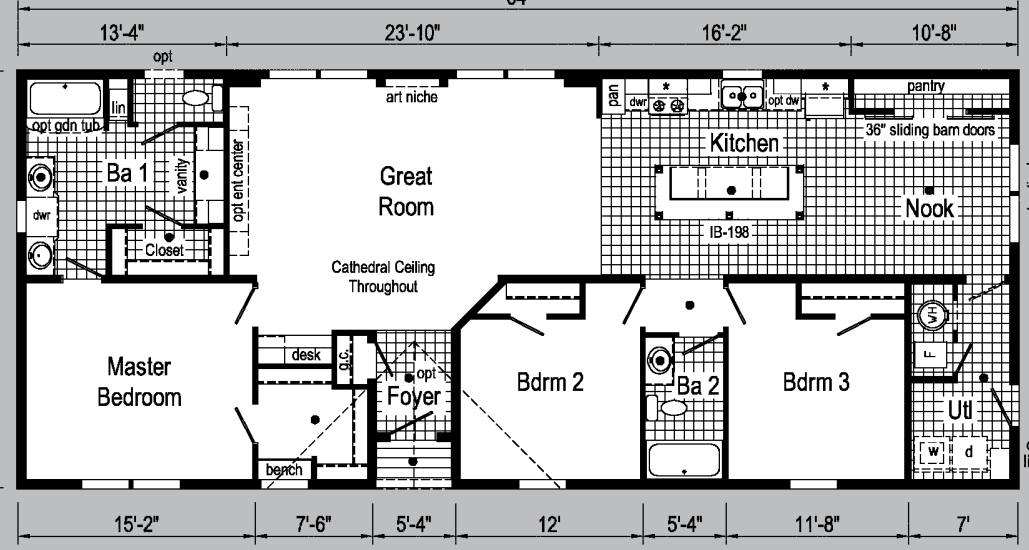 13'-4"
23'-10"
16'-2"
10'-8"
opt
lin
opt gdn tub
Ba 1
vanity
dwr
Closet
opt ent center
art niche
Great
Room
Cathedral Ceiling
Throughout
pan
dwr
*
opt dw
*
Kitchen
IB-198
pantry
36" sliding barn doors
Nook
Master
Bedroom
desk
g.c.
opt
Foyer
bench
Bdrm 2
Ba 2
Bdrm 3
WH
F
Utl
w
d
15'-2"
7'-6"
5'-4"
12'
5'-4"
11'-8"
7'